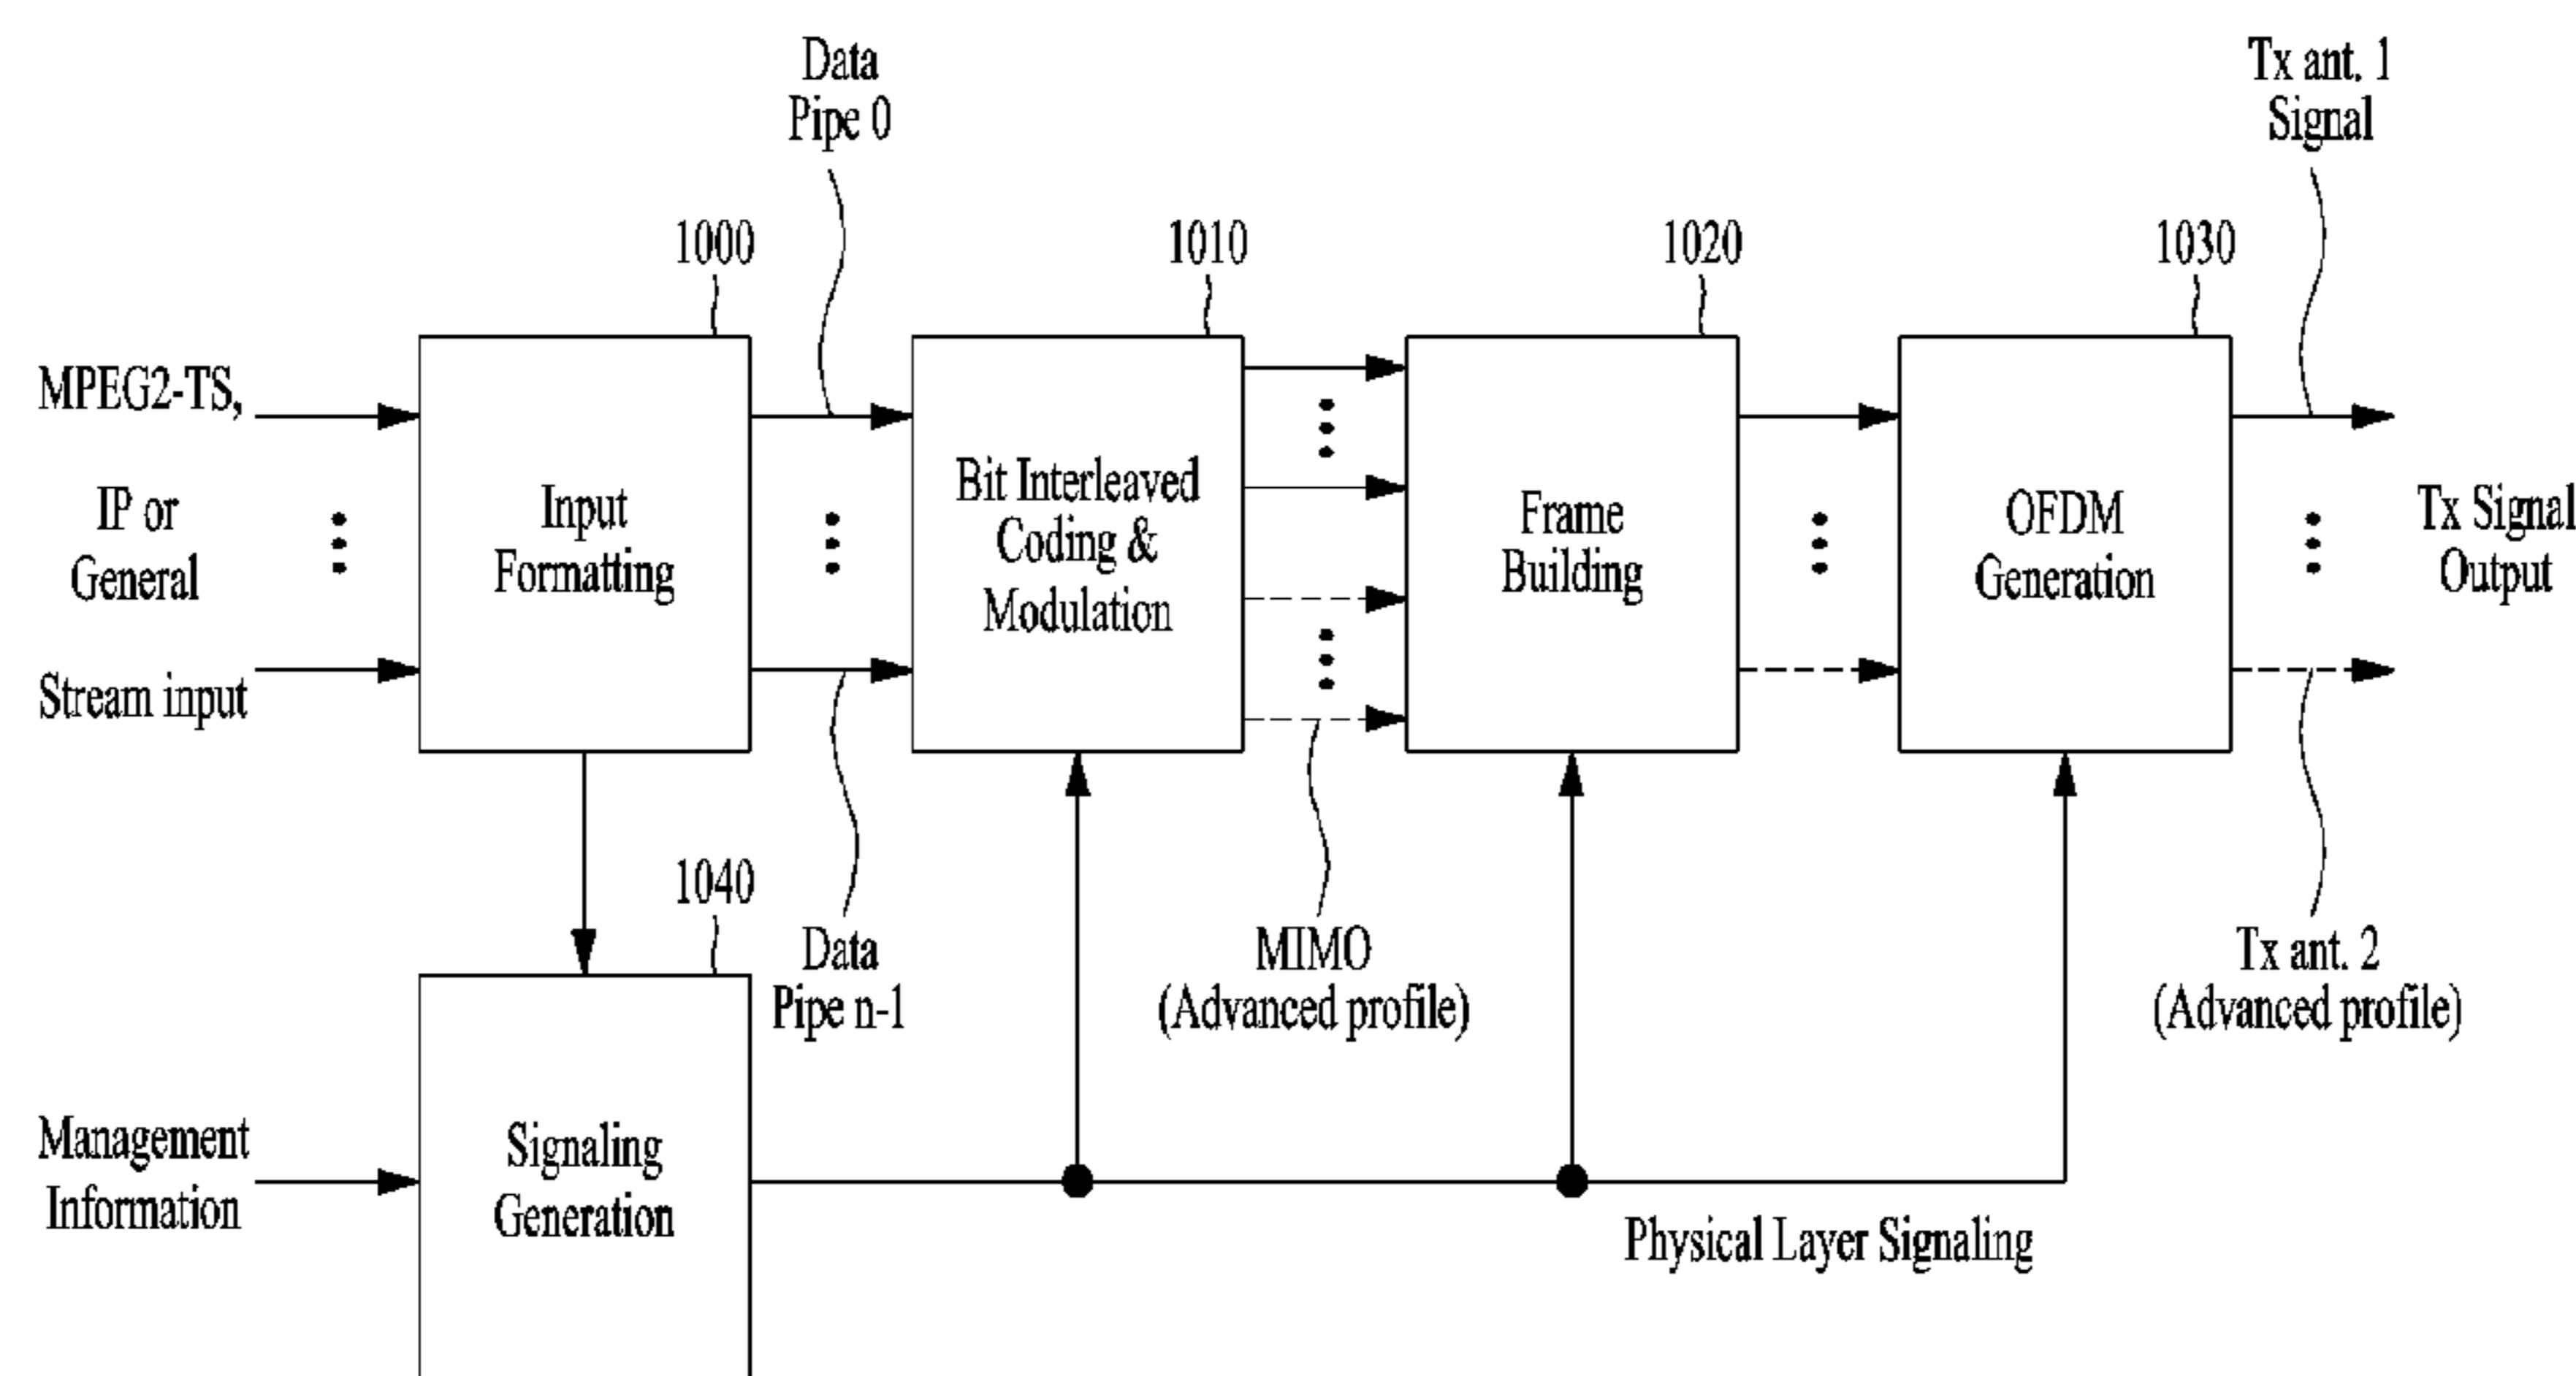 Data
Pipe 0
Tx ant. 1
Signal
1000
1010
1020
1030
MPEG2-TS,
IP or
General
Stream input
Input
Formatting
Bit Interleaved
Coding &
Modulation
Frame
Building
OFDM
Generation
Tx Signal
Output
1040
Data
Pipe n-1
MIMO
(Advanced profile)
Tx ant. 2
(Advanced profile)
Management
Information
Signaling
Generation
Physical Layer Signaling